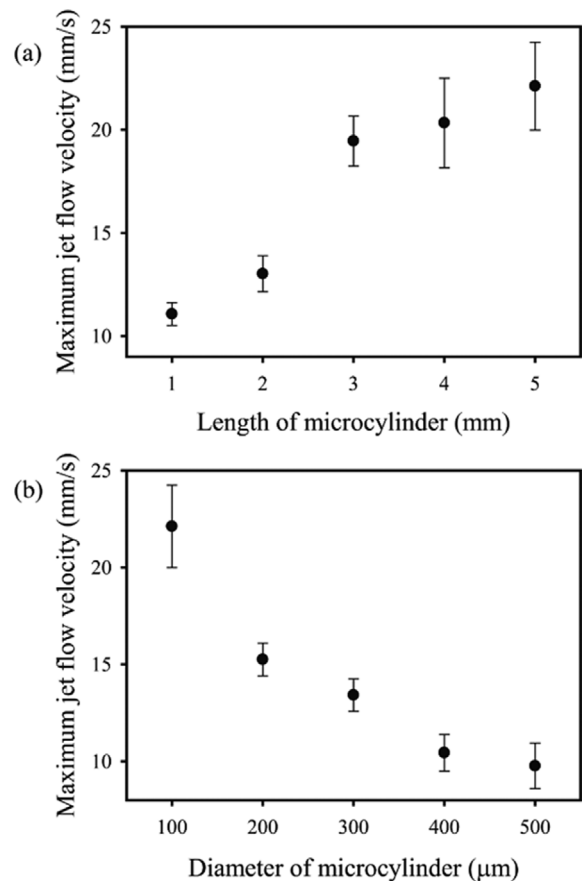 (a)
Maximum jet flow velocity (mm/s)
25
20
15
10
1 2 3 4 5
Length of microcylinder (mm)
(b)
Maximum jet flow velocity (mm/s)
25
20
15
10
100 200 300 400 500
Diameter of microcylinder (μm)